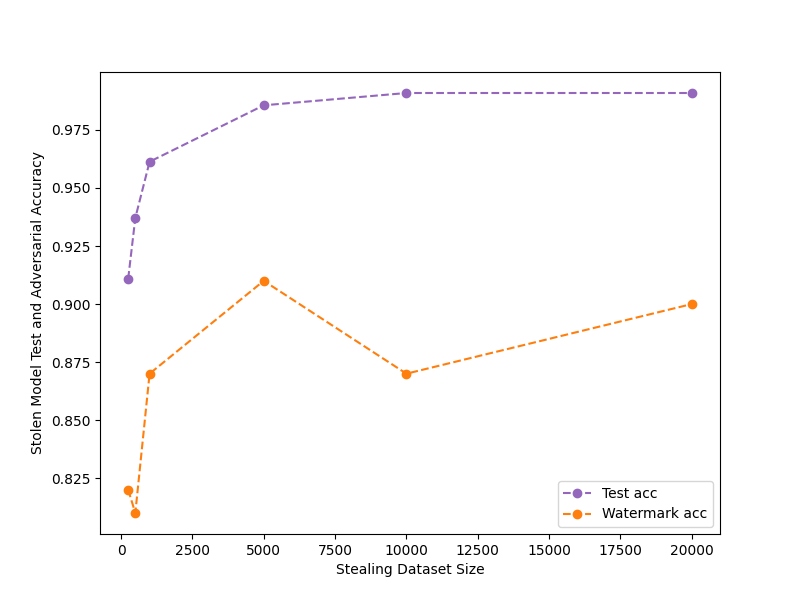 Stolen Model Test and Adversarial Accuracy
0.975
0.950
0.925
0.900
0.875
0.850
0.825
Test acc
Watermark acc
0 2500 5000 7500 10000 12500 15000 17500 20000
Stealing Dataset Size